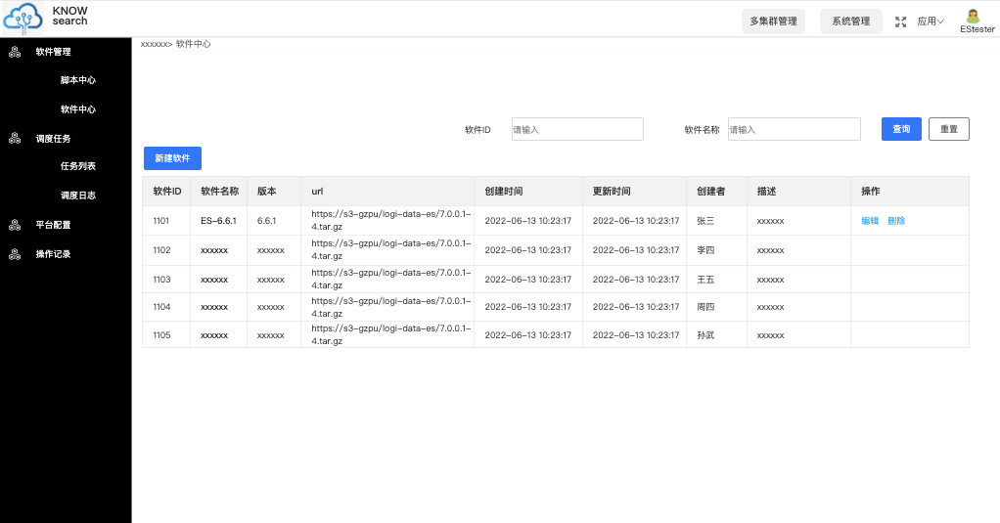 KNOW
search
多集群管理 系统管理 应用
EStester
软件管理
脚本中心
软件中心
调度任务
任务列表
调度日志
平台配置
操作记录
xxxxxx> 软件中心
软件ID 请输入 软件名称 请输入 查询 重置
新建软件
软件ID 软件名称 版本 url 创建时间 更新时间 创建者 描述 操作
1101 ES-6.6.1 6.6.1 https://s3-gzpu/logi-data-es/7.0.0.1-
4.tar.gz 2022-06-13 10:23:17 2022-06-13 10:23:17 张三 xxxxxx 编辑 删除
1102 xxxxxx xxxxxx https://s3-gzpu/logi-data-es/7.0.0.1-
4.tar.gz 2022-06-13 10:23:17 2022-06-13 10:23:17 李四 xxxxxx
1103 xxxxxx xxxxxx https://s3-gzpu/logi-data-es/7.0.0.1-
4.tar.gz 2022-06-13 10:23:17 2022-06-13 10:23:17 王五 xxxxxx
1104 xxxxxx xxxxxx https://s3-gzpu/logi-data-es/7.0.0.1-
4.tar.gz 2022-06-13 10:23:17 2022-06-13 10:23:17 周四 xxxxxx
1105 xxxxxx xxxxxx https://s3-gzpu/logi-data-es/7.0.0.1-
4.tar.gz 2022-06-13 10:23:17 2022-06-13 10:23:17 孙武 xxxxxx